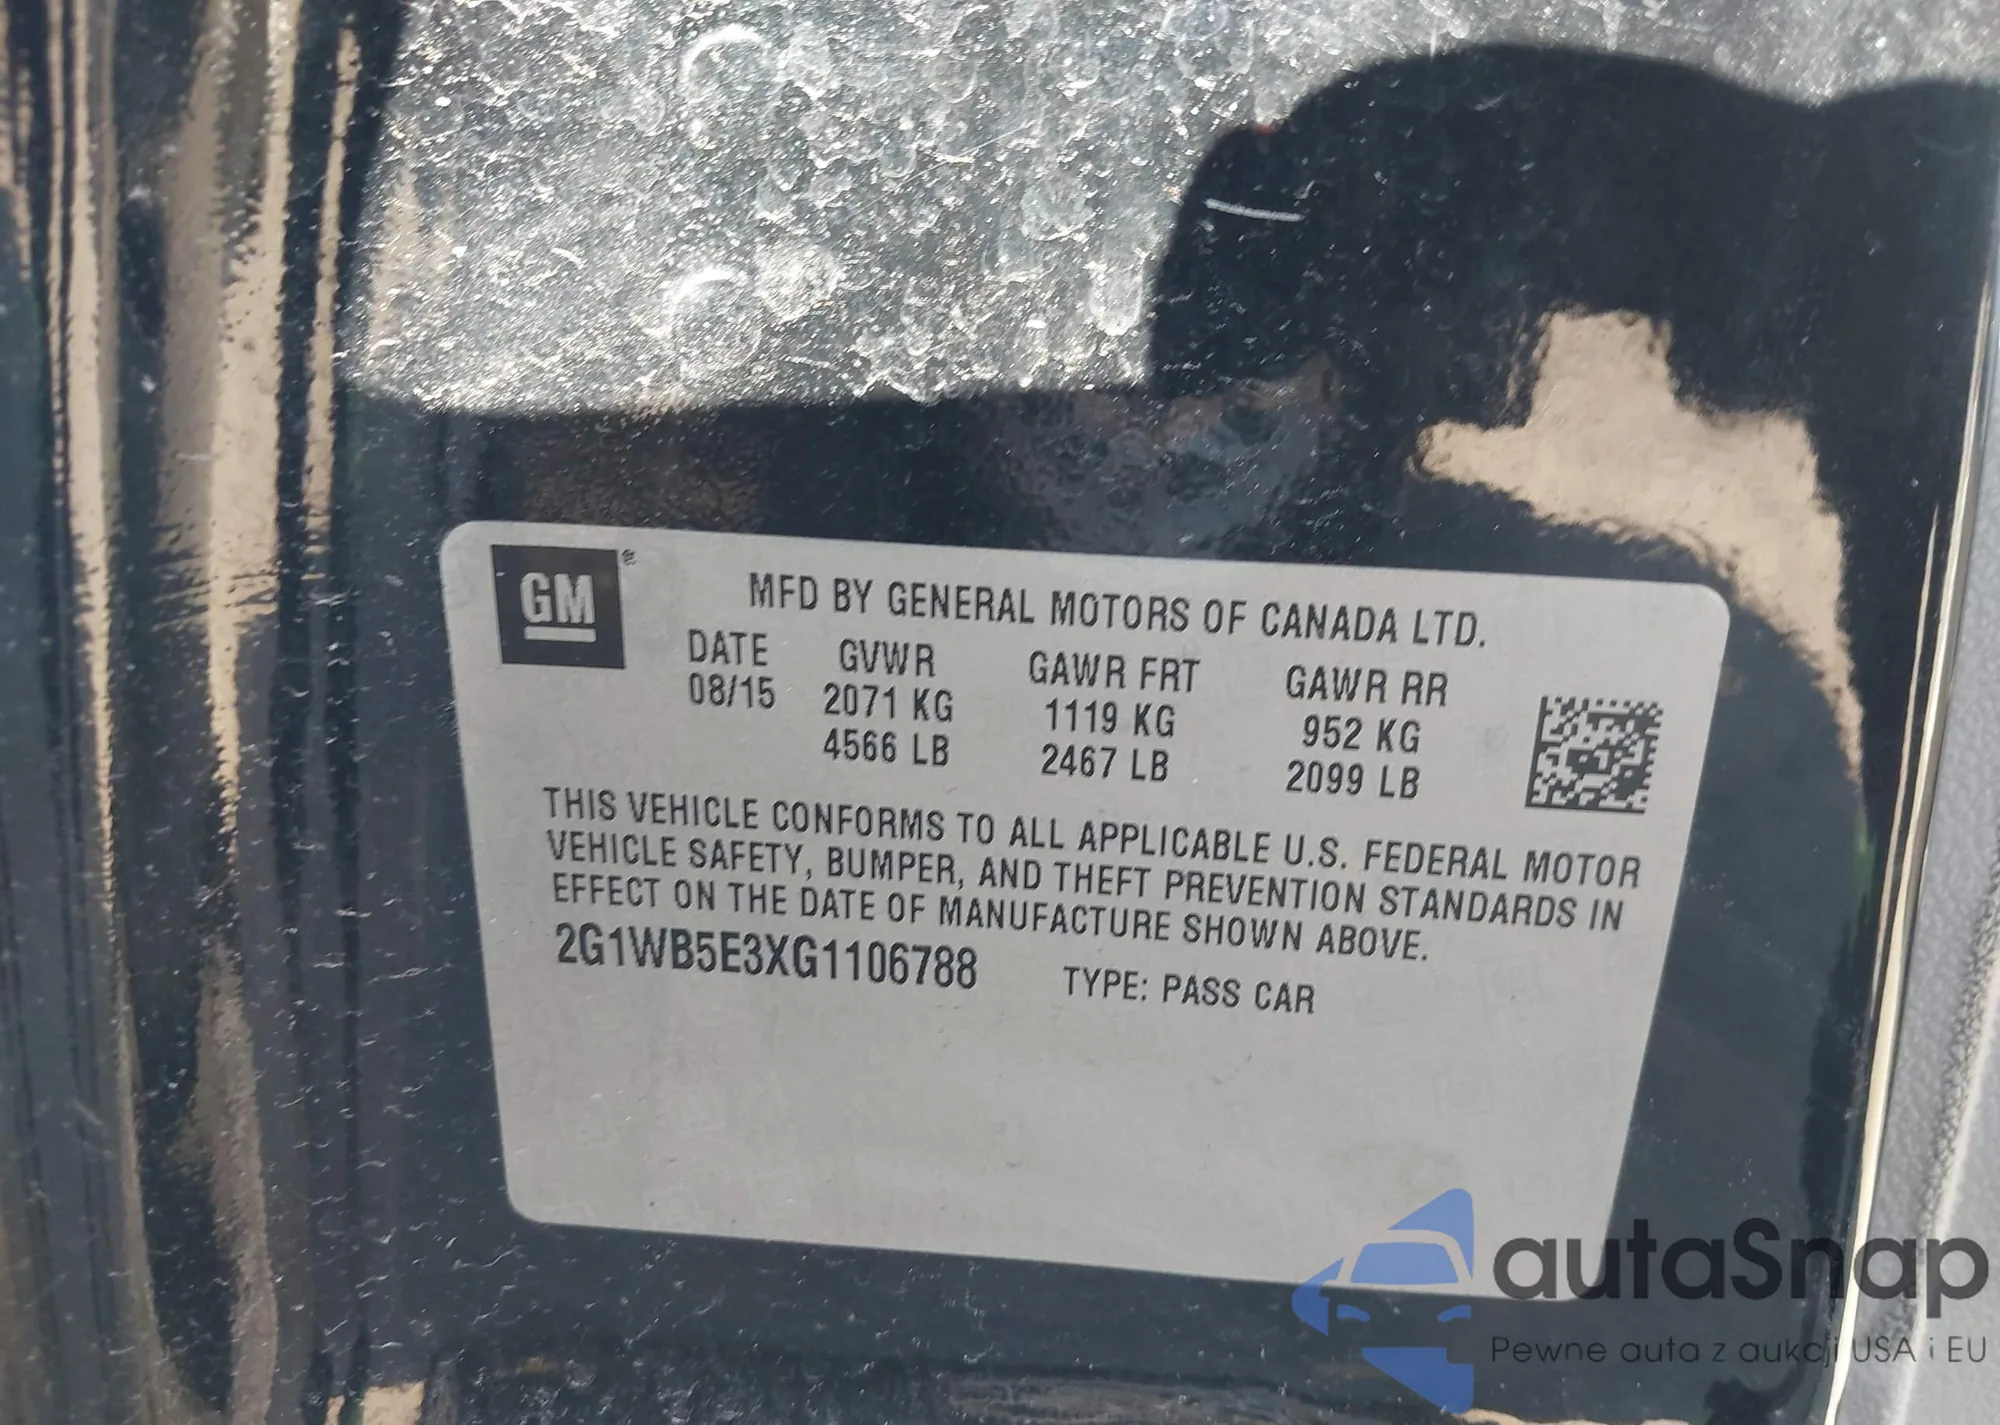 GM
®
MFD BY GENERAL MOTORS OF CANADA LTD.
DATE GVWR GAWR FRT GAWR RR
08/15 2071 KG 1119 KG 952 KG
4566 LB 2467 LB 2099 LB
THIS VEHICLE CONFORMS TO ALL APPLICABLE U.S. FEDERAL MOTOR
VEHICLE SAFETY, BUMPER, AND THEFT PREVENTION STANDARDS IN
EFFECT ON THE DATE OF MANUFACTURE SHOWN ABOVE.
2G1WB5E3XG1106788 TYPE: PASS CAR
autaSnap
Pewne auta z aukcji USA i EU